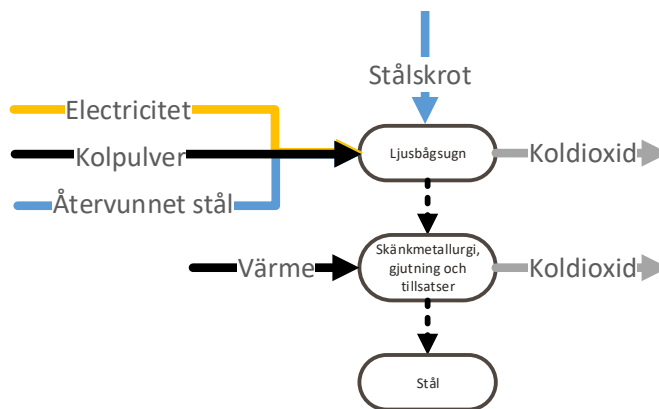 Stålskrot
Electricitet
Kolpulver
Ljusbågsugn
Koldioxid
Återvunnet stål
Värme
Skänkmetallurgi,
gjutning och
tillsatser
Koldioxid
Stål